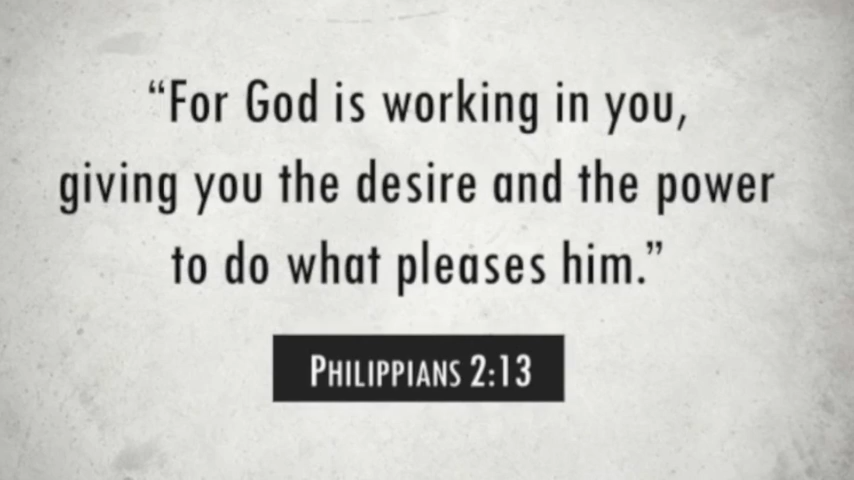 “For God is working in you,
giving you the desire and the power
to do what pleases him.”
PHILIPPIANS 2:13